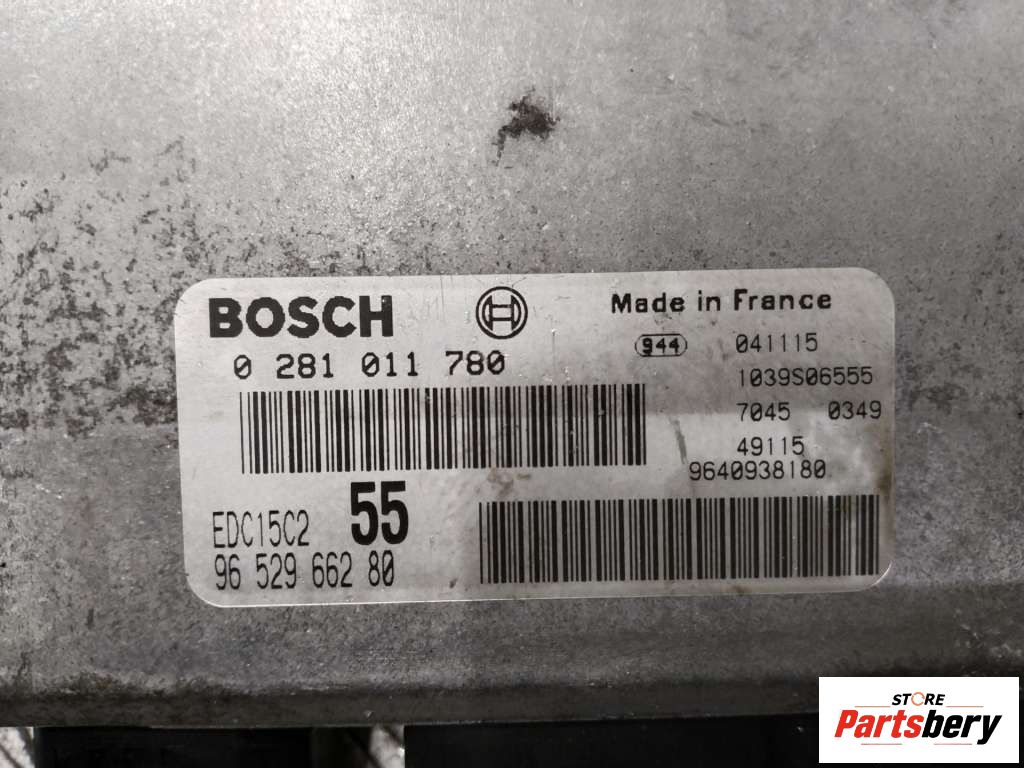 BOSCH
Made in France
0 281 011 780
944 041115
1039S06555
7045 0349
49115
9640938180
55
EDC15C2
96 529 662 80
STORE
Partsbery